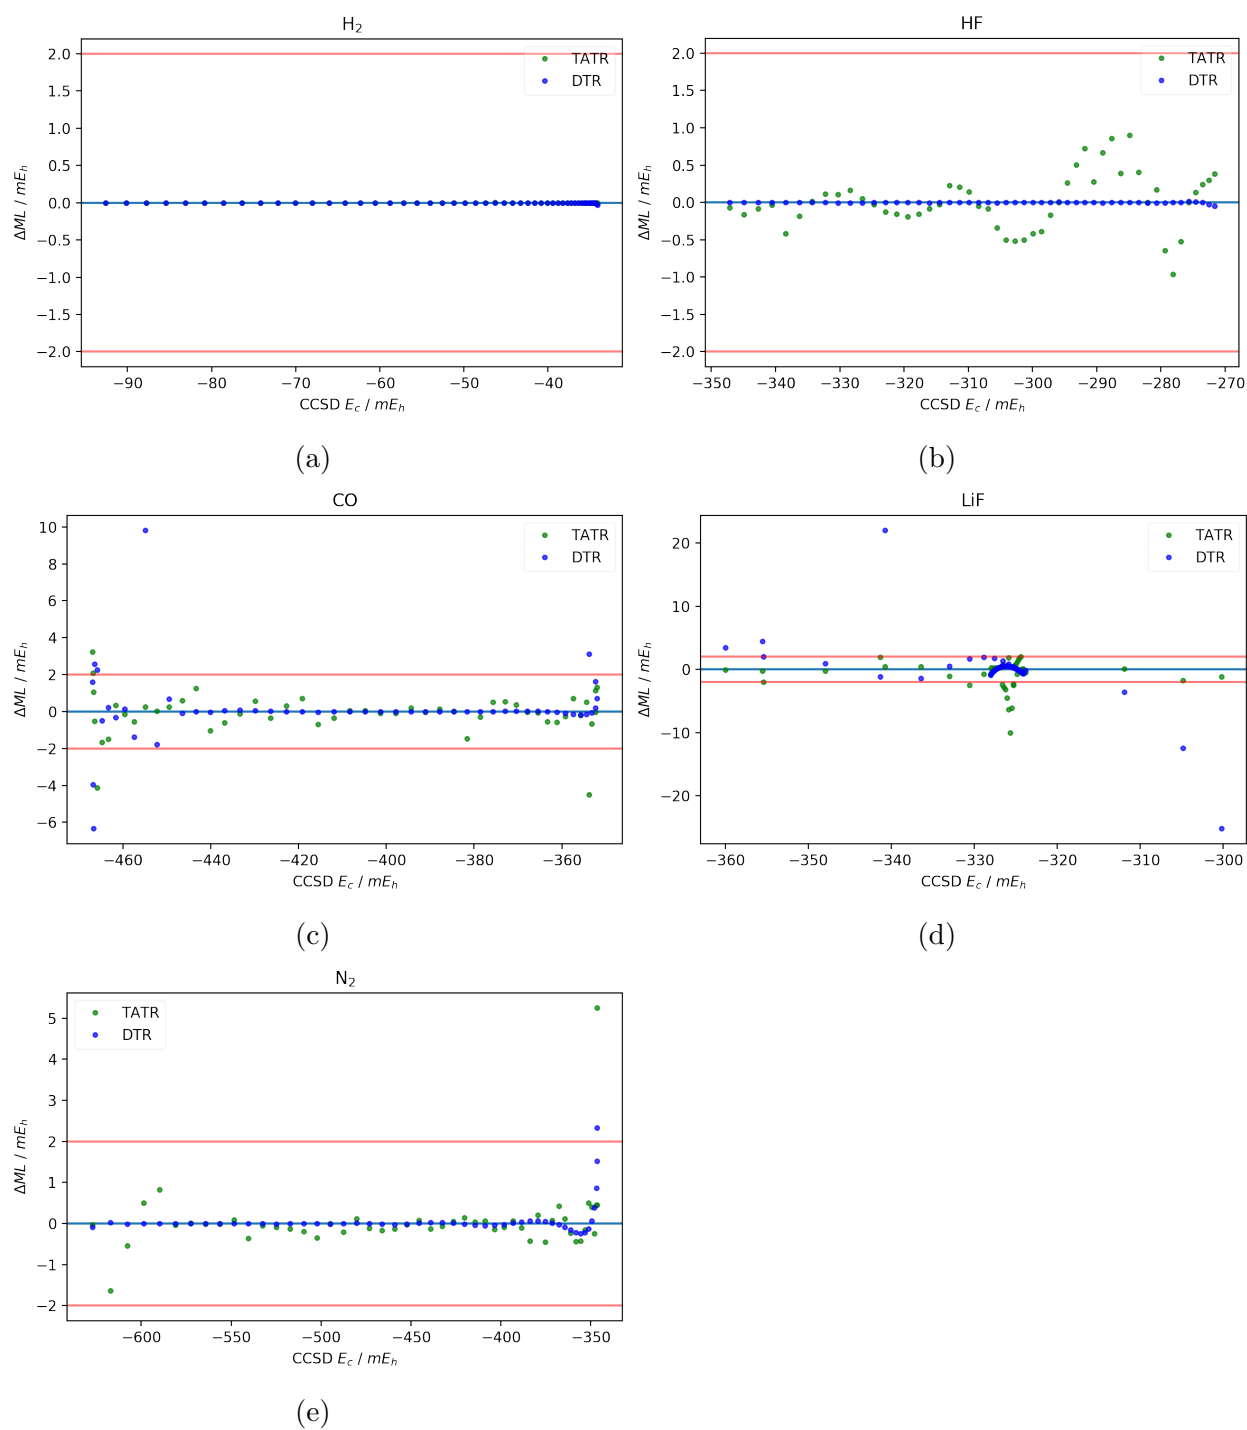 H₂
2.0
1.5
1.0
0.5
0.0
−0.5
−1.0
−1.5
−2.0
ΔML / mEₕ
TATR
DTR
−90 −80 −70 −60 −50 −40
CCSD E꜀ / mEₕ
(a)
HF
2.0
1.5
1.0
0.5
0.0
−0.5
−1.0
−1.5
−2.0
ΔML / mEₕ
TATR
DTR
−350 −340 −330 −320 −310 −300 −290 −280 −270
CCSD E꜀ / mEₕ
(b)
CO
10
8
6
4
2
0
−2
−4
−6
ΔML / mEₕ
TATR
DTR
−460 −440 −420 −400 −380 −360
CCSD E꜀ / mEₕ
(c)
LiF
20
10
0
−10
−20
ΔML / mEₕ
TATR
DTR
−360 −350 −340 −330 −320 −310 −300
CCSD E꜀ / mEₕ
(d)
N₂
5
4
3
2
1
0
−1
−2
ΔML / mEₕ
TATR
DTR
−600 −550 −500 −450 −400 −350
CCSD E꜀ / mEₕ
(e)